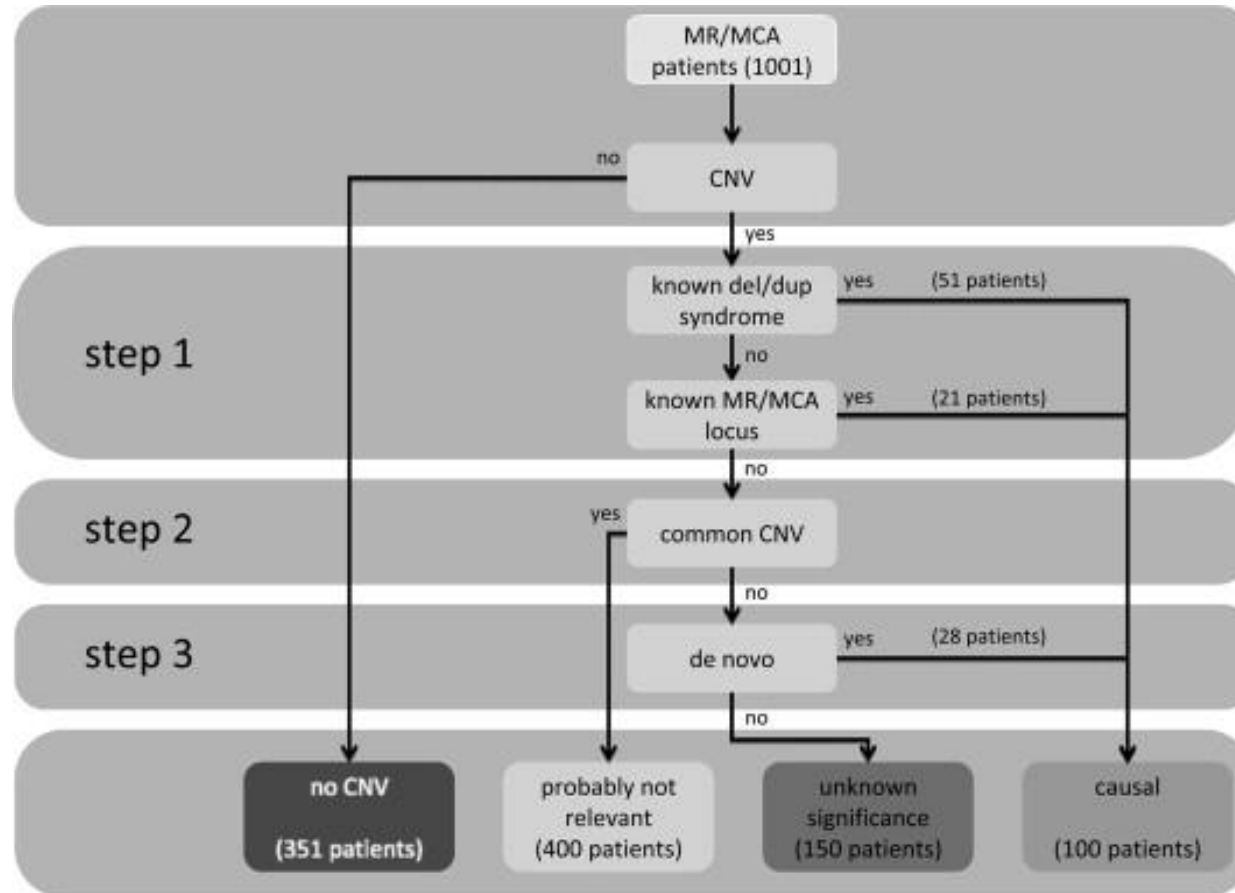 MR/MCA
patients (1001)
no
CNV
yes
known del/dup
syndrome
yes
(51 patients)
step 1
no
known MR/MCA
locus
yes
(21 patients)
no
step 2
yes
common CNV
no
step 3
de novo
yes
(28 patients)
no
no CNV
(351 patients)
probably not
relevant
(400 patients)
unknown
significance
(150 patients)
causal
(100 patients)